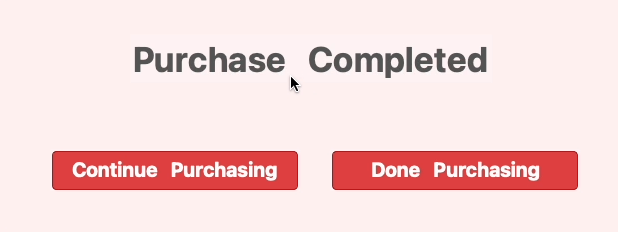 Purchase Completed
Continue Purchasing
Done Purchasing